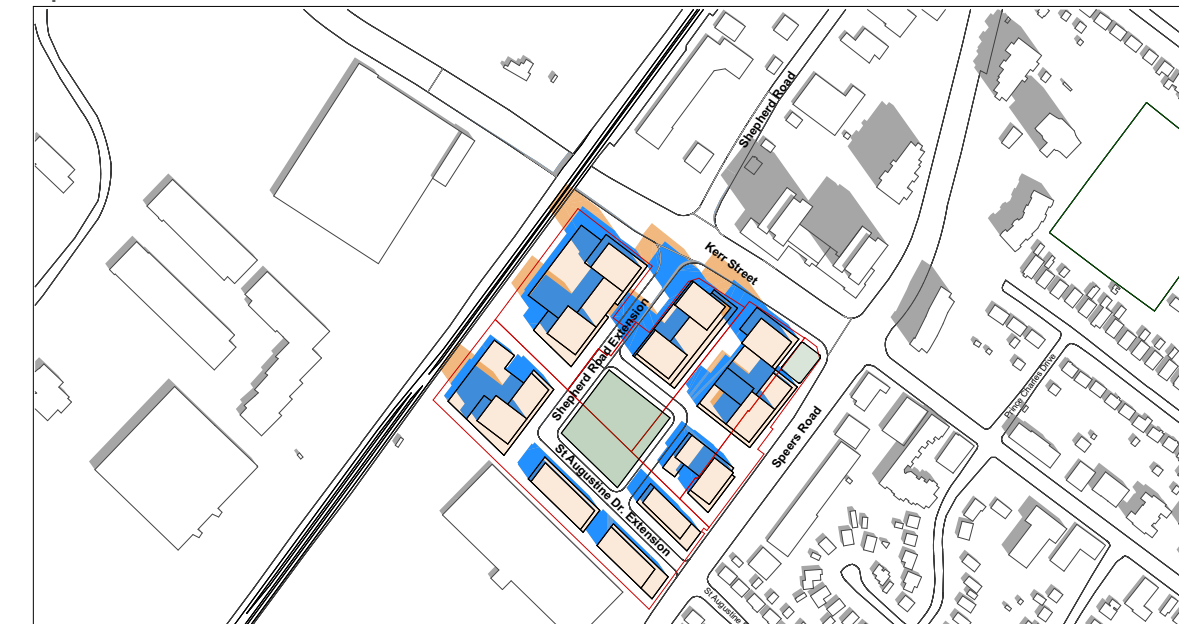 Shepherd Road
Kerr Street
Shepherd Road Extension
Prince Charles Drive
Speers Road
St Augustine Dr. Extension
St Augustine